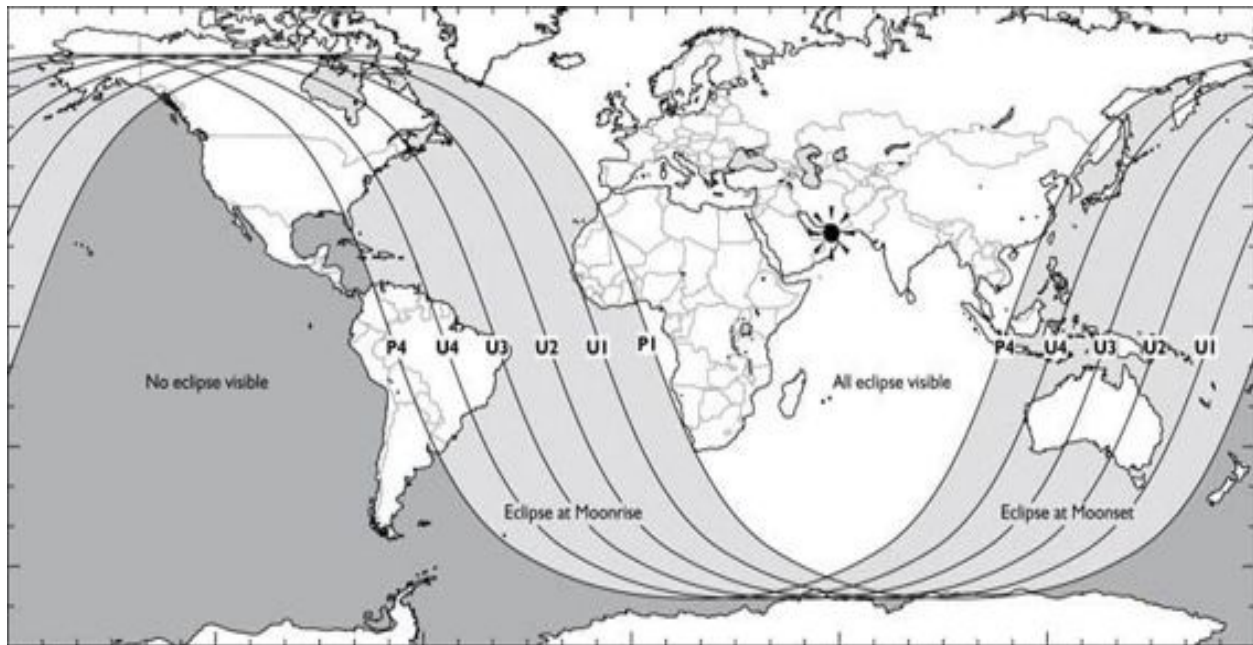 P4 U4 U3 U2 U1 P1 P4 U4 U3 U2 U1
No eclipse visible All eclipse visible
Eclipse at Moonrise Eclipse at Moonset